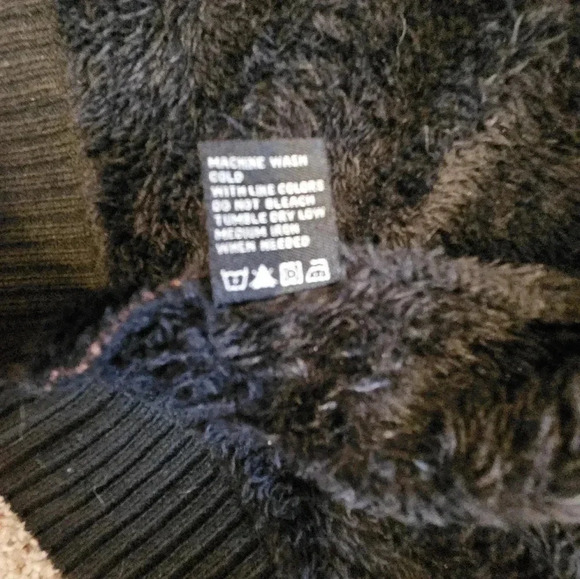 MACHINE WASH
COLD
WITH LIKE COLORS
DO NOT BLEACH
TUMBLE DRY LOW
MEDIUM IRON
WHEN NEEDED